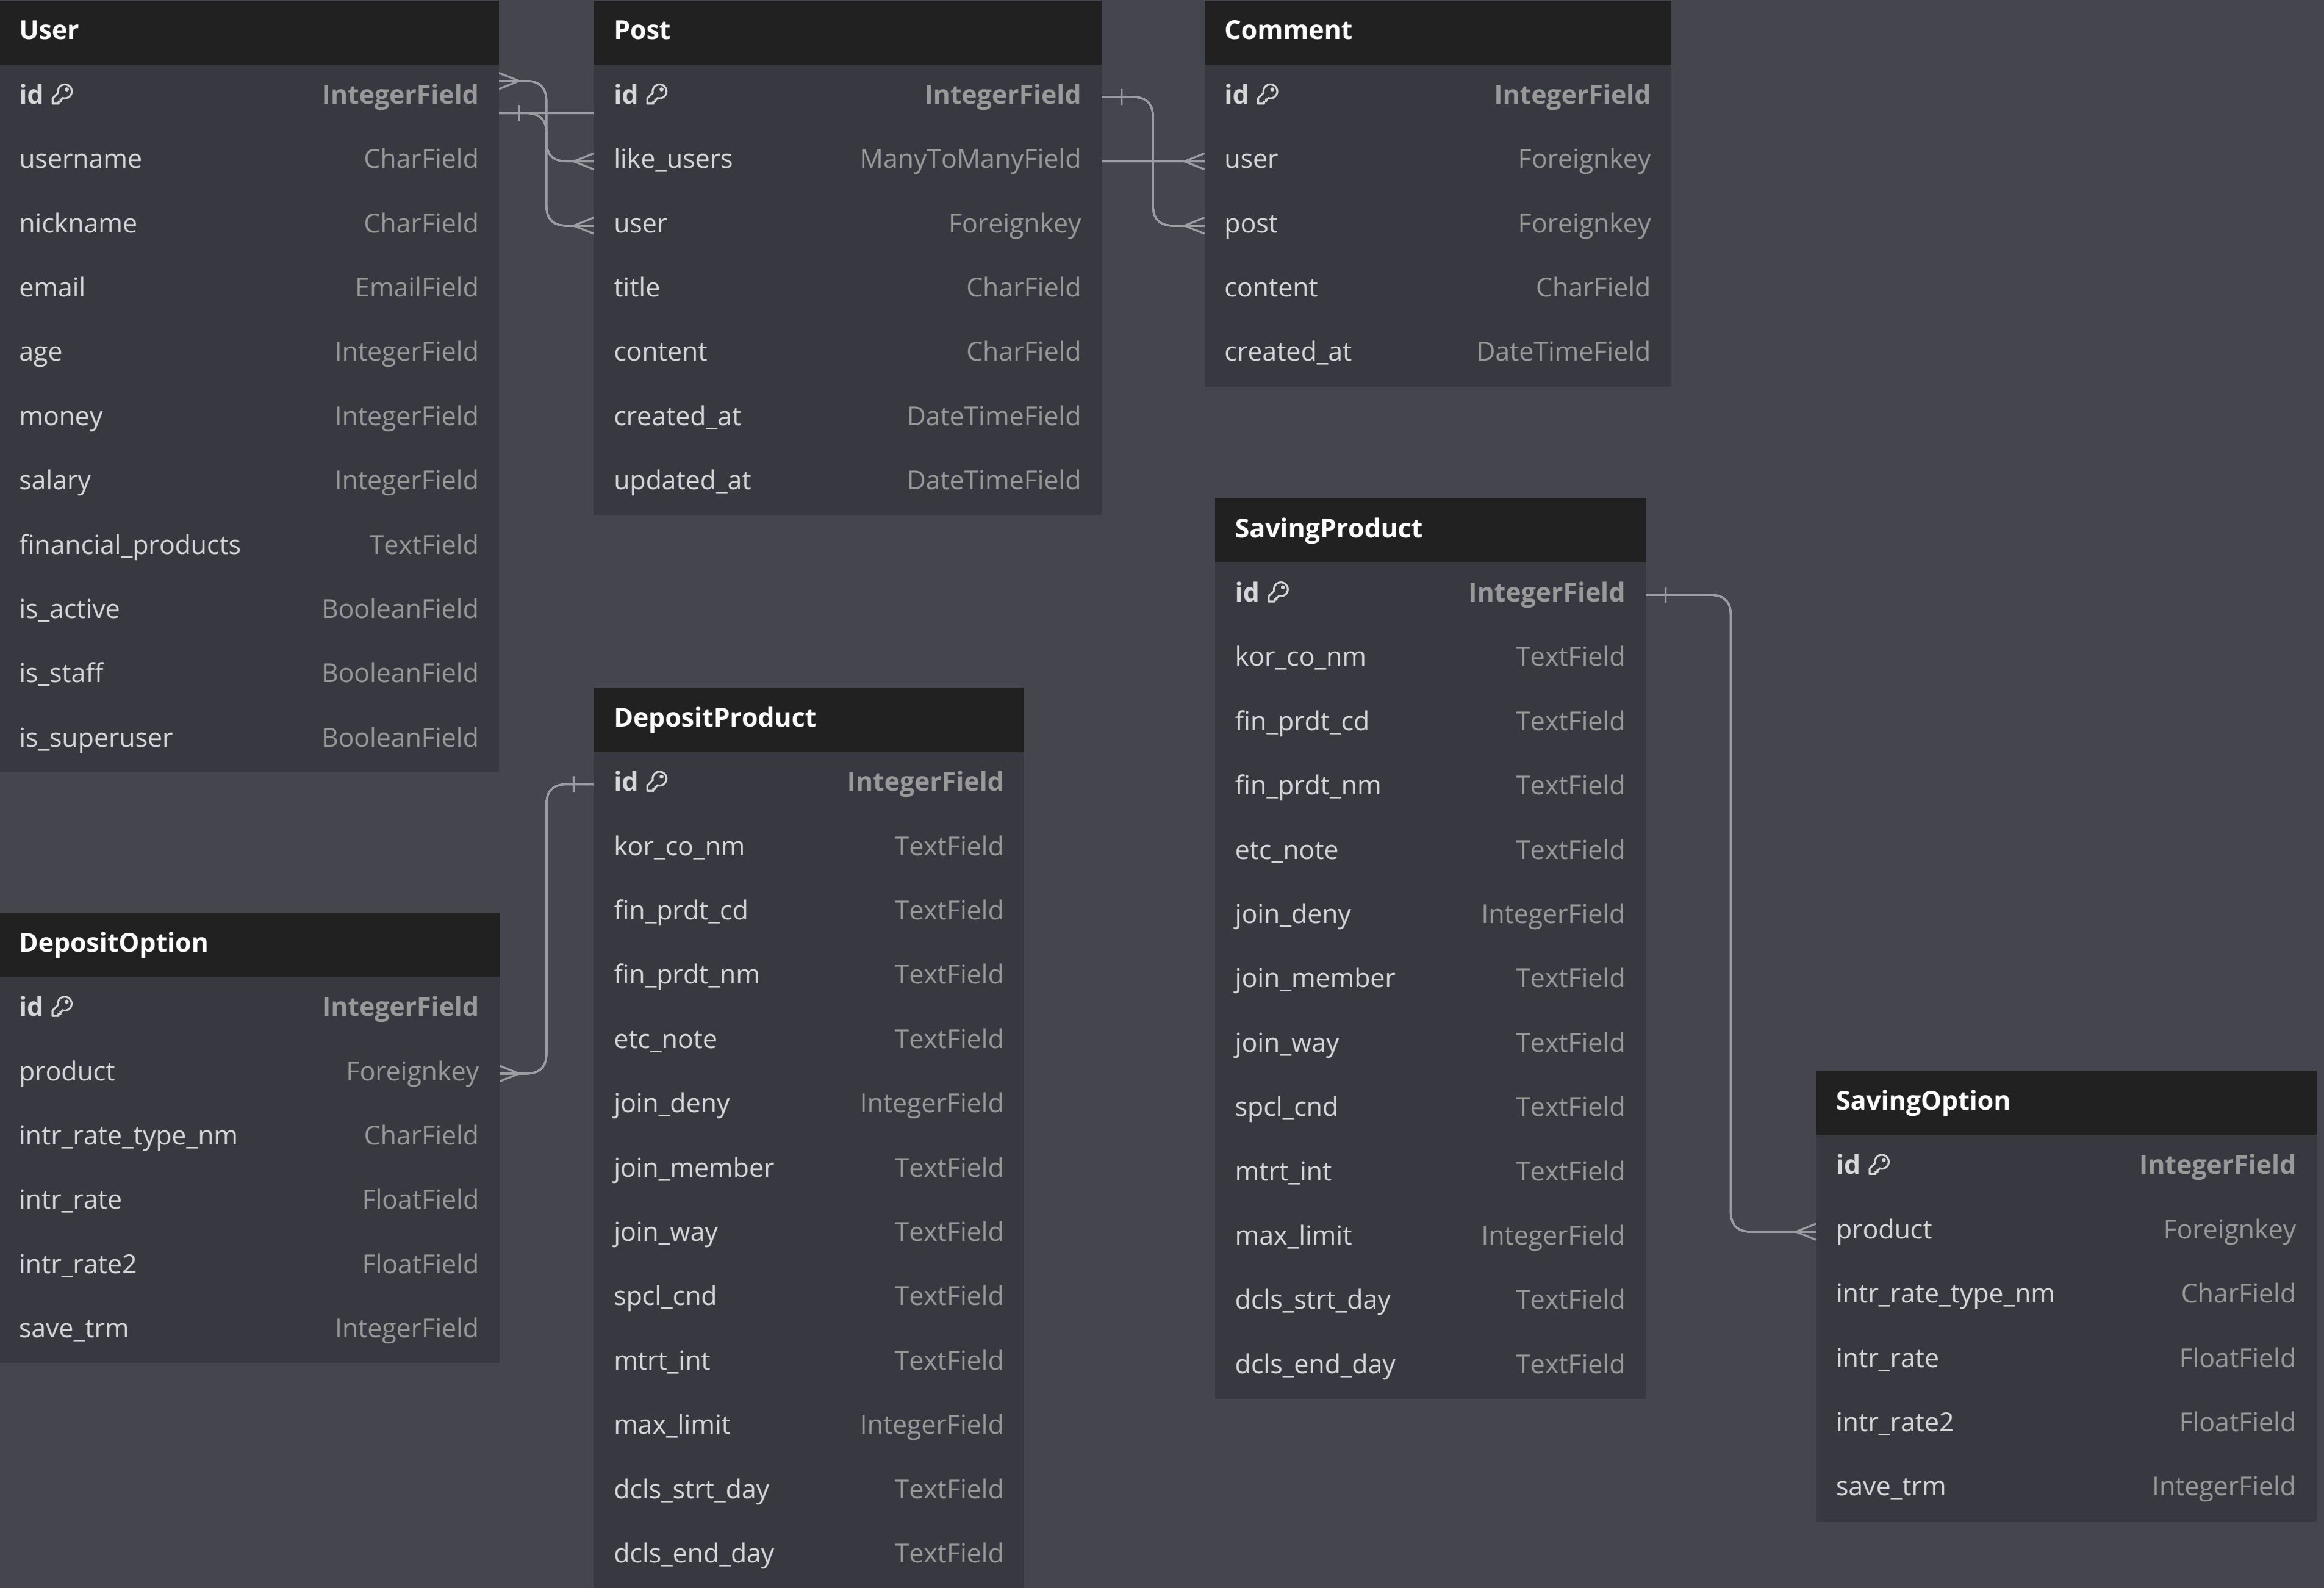 User
id IntegerField
username CharField
nickname CharField
email EmailField
age IntegerField
money IntegerField
salary IntegerField
financial_products TextField
is_active BooleanField
is_staff BooleanField
is_superuser BooleanField
Post
id IntegerField
like_users ManyToManyField
user Foreignkey
title CharField
content CharField
created_at DateTimeField
updated_at DateTimeField
Comment
id IntegerField
user Foreignkey
post Foreignkey
content CharField
created_at DateTimeField
SavingProduct
id IntegerField
kor_co_nm TextField
fin_prdt_cd TextField
fin_prdt_nm TextField
etc_note TextField
join_deny IntegerField
join_member TextField
join_way TextField
spcl_cnd TextField
mtrt_int TextField
max_limit IntegerField
dcls_strt_day TextField
dcls_end_day TextField
DepositProduct
id IntegerField
kor_co_nm TextField
fin_prdt_cd TextField
fin_prdt_nm TextField
etc_note TextField
join_deny IntegerField
join_member TextField
join_way TextField
spcl_cnd TextField
mtrt_int TextField
max_limit IntegerField
dcls_strt_day TextField
dcls_end_day TextField
DepositOption
id IntegerField
product Foreignkey
intr_rate_type_nm CharField
intr_rate FloatField
intr_rate2 FloatField
save_trm IntegerField
SavingOption
id IntegerField
product Foreignkey
intr_rate_type_nm CharField
intr_rate FloatField
intr_rate2 FloatField
save_trm IntegerField